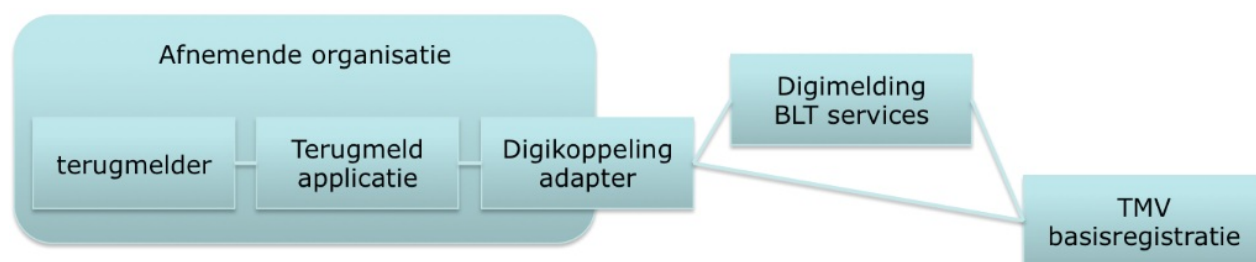 Afnemende organisatie
terugmelder
Terugmeld
applicatie
Digikoppeling
adapter
Digimelding
BLT services
TMV
basisregistratie